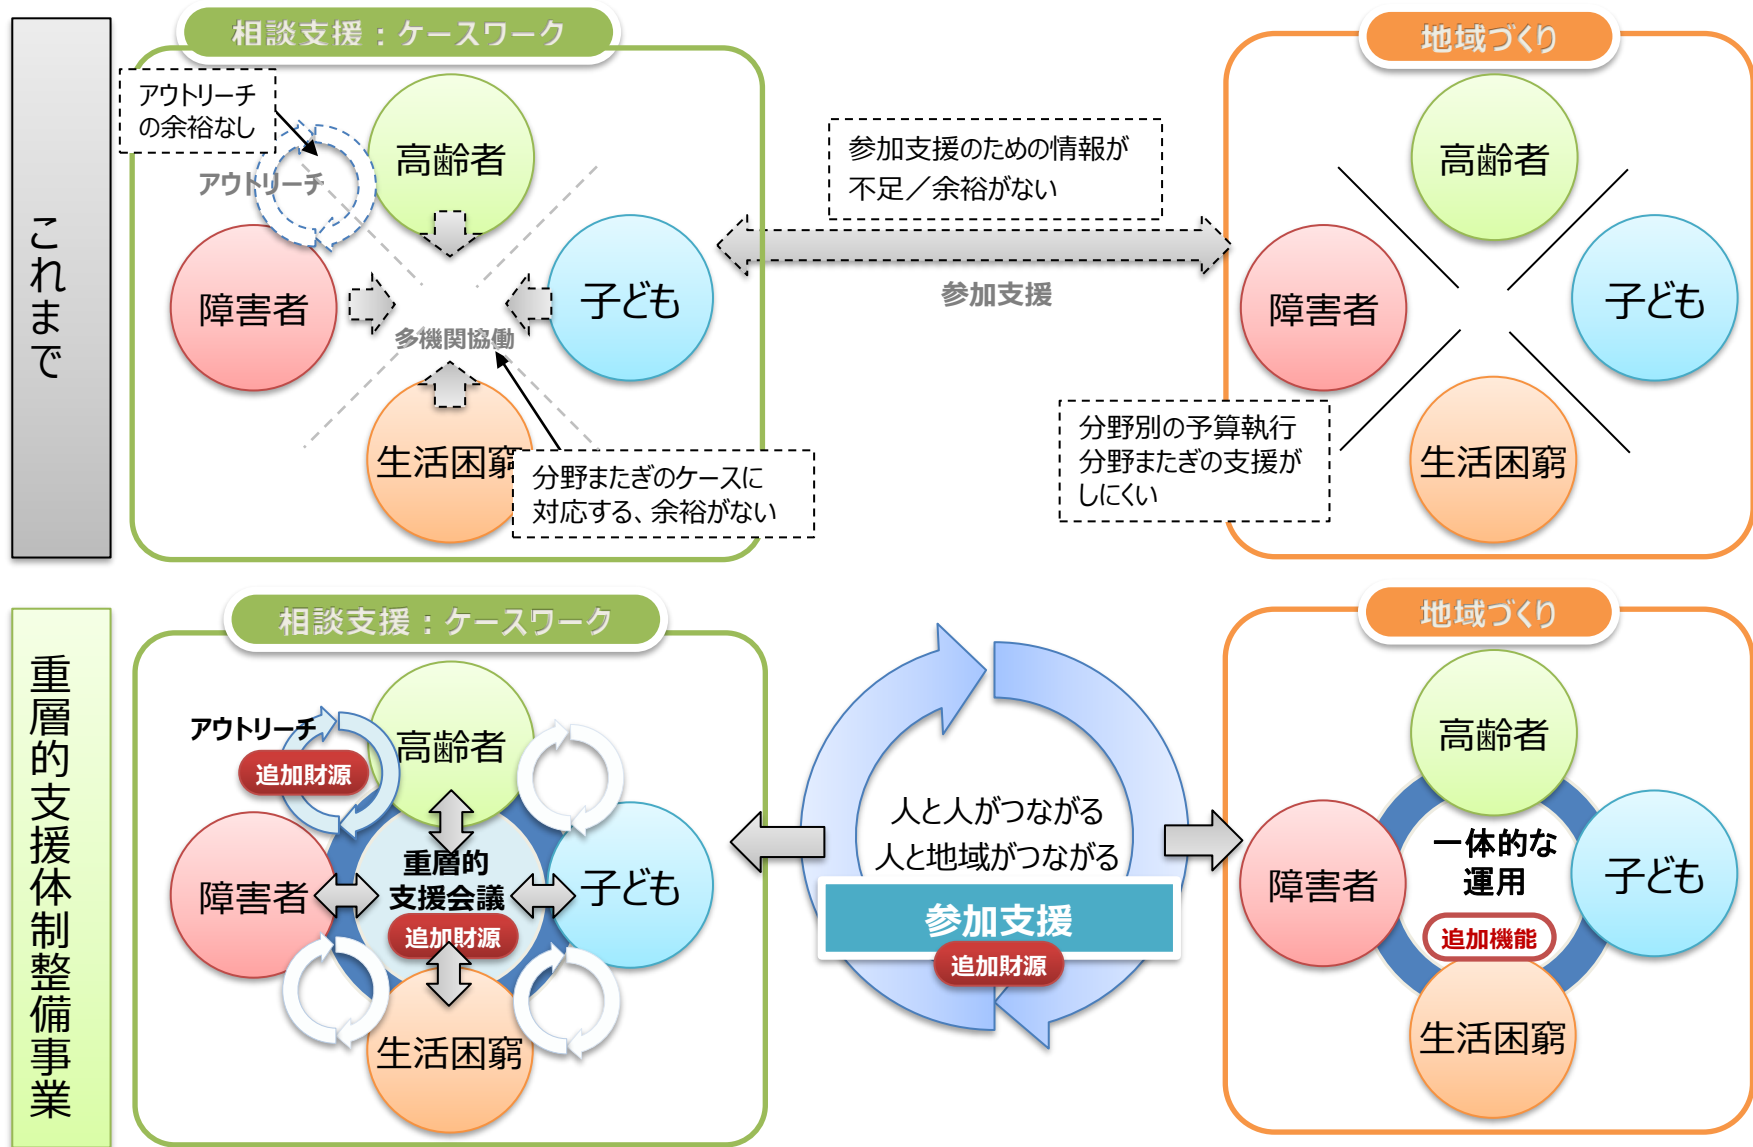 これまで
相談支援：ケースワーク
アウトリーチ
の余裕なし
アウトリーチ
高齢者
障害者
子ども
多機関協働
生活困窮
分野またぎのケースに
対応する、余裕がない
参加支援のための情報が
不足／余裕がない
参加支援
地域づくり
高齢者
障害者
子ども
生活困窮
分野別の予算執行
分野またぎの支援が
しにくい
重層的支援体制整備事業
相談支援：ケースワーク
アウトリーチ
追加財源
高齢者
障害者
重層的
支援会議
追加財源
子ども
生活困窮
人と人がつながる
人と地域がつながる
参加支援
追加財源
地域づくり
高齢者
障害者
一体的な
運用
追加機能
子ども
生活困窮